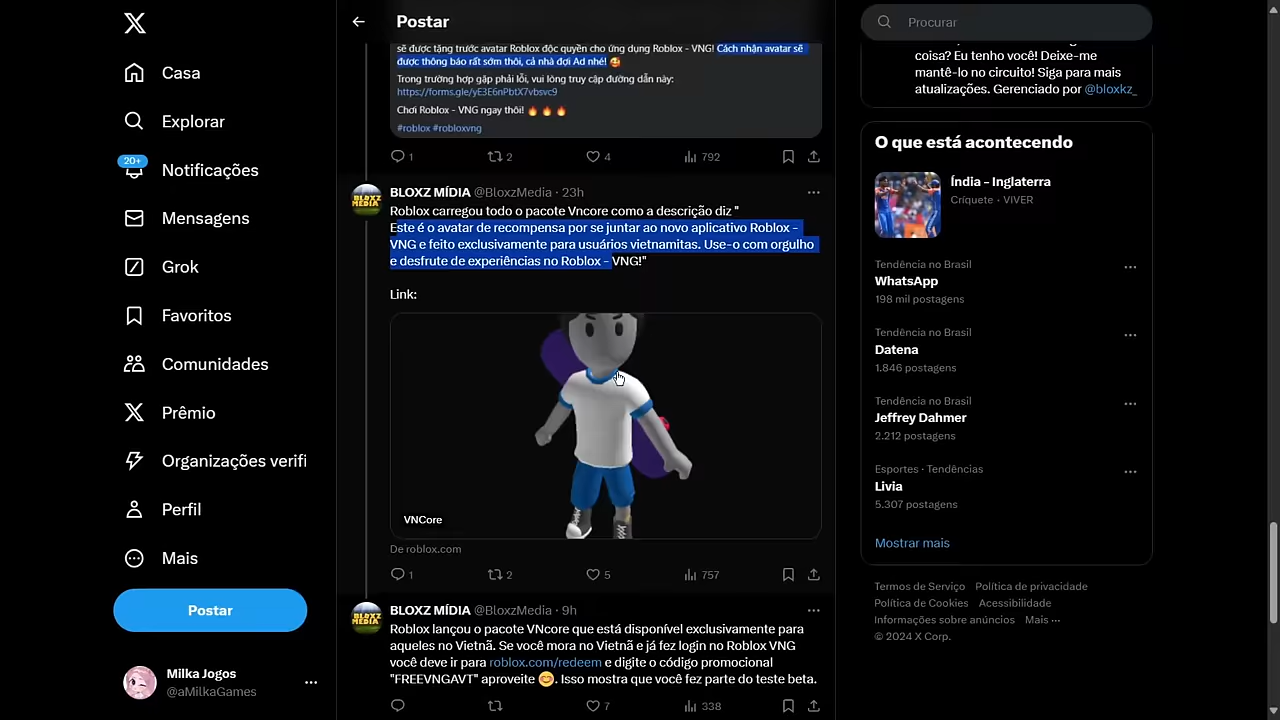 Postar
Procurar
Casa
Explorar
20+
Notificações
Mensagens
Grok
Favoritos
Comunidades
Prêmio
Organizações verifi
Perfil
Mais
Postar
Milka Jogos
@aMilkaGames
sẽ được tặng trước avatar Roblox độc quyền cho ứng dụng Roblox - VNG! Cách nhận avatar sẽ
được thông báo rất sớm thôi, cả nhà đợi Ad nhé! 🥰
Trong trường hợp gặp phải lỗi, vui lòng truy cập đường dẫn này:
https://forms.gle/yE3E6nPbtX7vbsvc9
Chơi Roblox - VNG ngay thôi! 🔥 🔥 🔥
#roblox #robloxvng
1 2 4 792
BLOXZ MÍDIA @BloxzMedia · 23h
Roblox carregou todo o pacote Vncore como a descrição diz "
Este é o avatar de recompensa por se juntar ao novo aplicativo Roblox -
VNG e feito exclusivamente para usuários vietnamitas. Use-o com orgulho
e desfrute de experiências no Roblox - VNG!"
Link:
VNCore
De roblox.com
1 2 5 757
BLOXZ MÍDIA @BloxzMedia · 9h
Roblox lançou o pacote VNcore que está disponível exclusivamente para
aqueles no Vietnã. Se você mora no Vietnã e já fez login no Roblox VNG
você deve ir para roblox.com/redeem e digite o código promocional
"FREEVNGAVT" aproveite 😊. Isso mostra que você fez parte do teste beta.
7 338
coisa? Eu tenho você! Deixe-me
mantê-lo no circuito! Siga para mais
atualizações. Gerenciado por @bloxkz_
O que está acontecendo
Índia – Inglaterra
Críquete · VIVER
Tendência no Brasil
WhatsApp
198 mil postagens
Tendência no Brasil
Datena
1.846 postagens
Tendência no Brasil
Jeffrey Dahmer
2.212 postagens
Esportes · Tendências
Livia
5.307 postagens
Mostrar mais
Termos de Serviço Política de privacidade
Política de Cookies Acessibilidade
Informações sobre anúncios Mais ···
© 2024 X Corp.